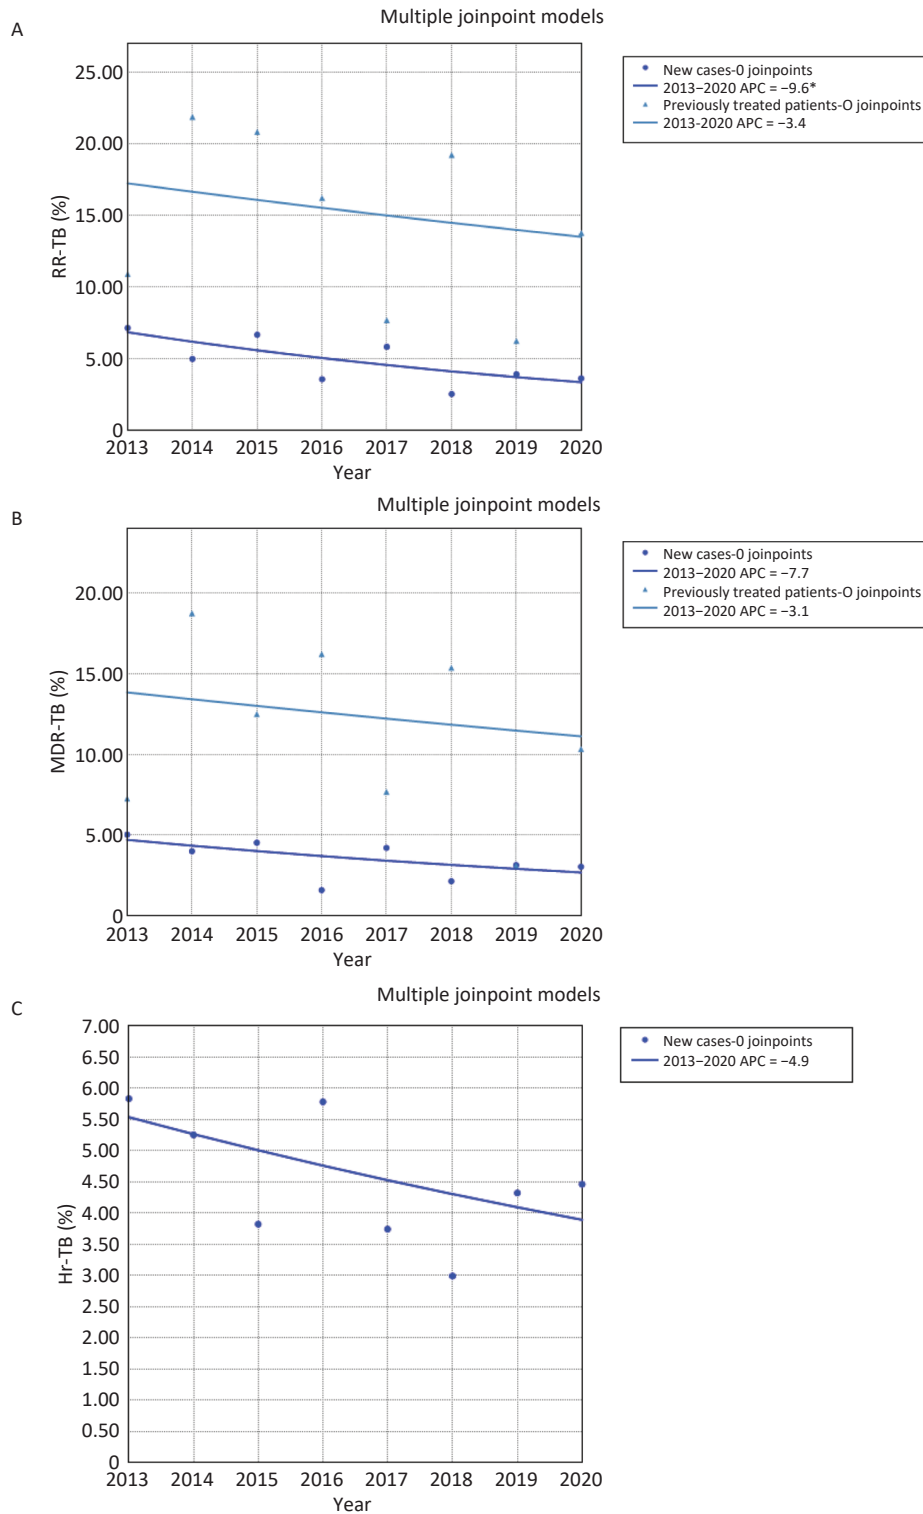 Multiple joinpoint models
A
25.00
20.00
15.00
10.00
5.00
0
RR-TB (%)
2013 2014 2015 2016 2017 2018 2019 2020
Year
New cases-0 joinpoints
2013−2020 APC = −9.6*
Previously treated patients-O joinpoints
2013-2020 APC = −3.4
Multiple joinpoint models
B
20.00
15.00
10.00
5.00
0
MDR-TB (%)
2013 2014 2015 2016 2017 2018 2019 2020
Year
New cases-0 joinpoints
2013−2020 APC = −7.7
Previously treated patients-O joinpoints
2013−2020 APC = −3.1
Multiple joinpoint models
C
7.00
6.50
6.00
5.50
5.00
4.50
4.00
3.50
3.00
2.50
2.00
1.50
1.00
0.50
0
Hr-TB (%)
2013 2014 2015 2016 2017 2018 2019 2020
Year
New cases-0 joinpoints
2013−2020 APC = −4.9